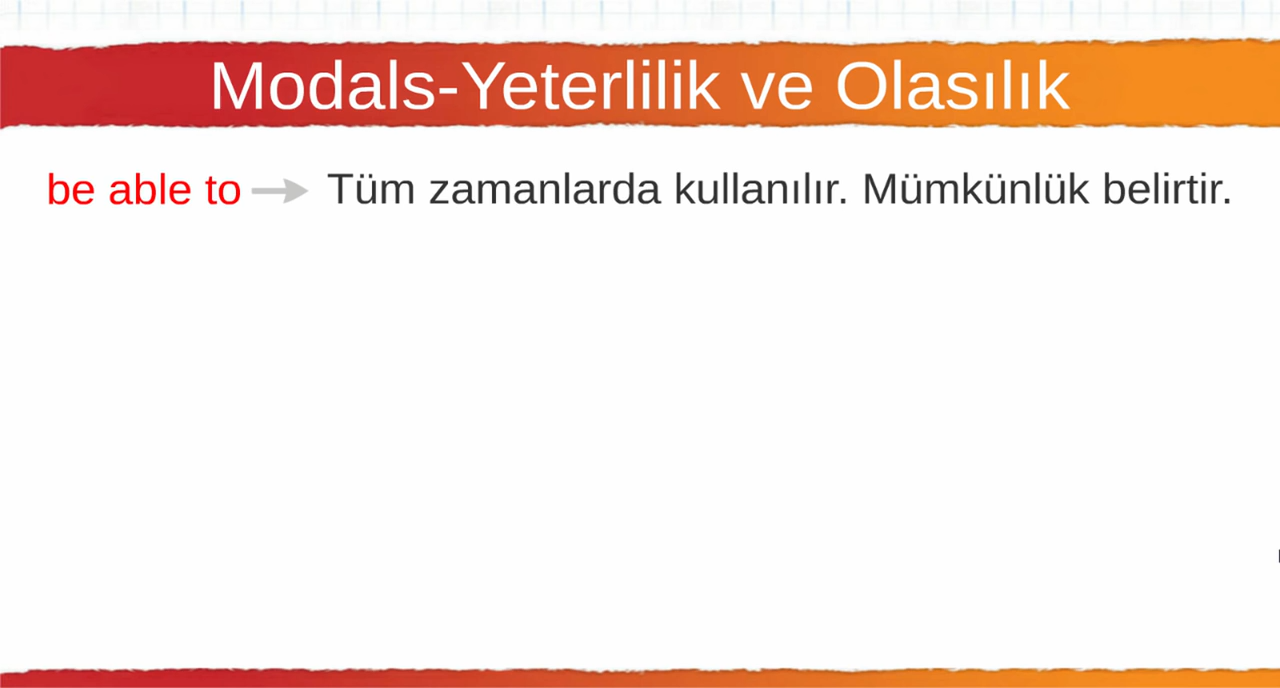 Modals-Yeterlilik ve Olasılık
be able to Tüm zamanlarda kullanılır. Mümkünlük belirtir.